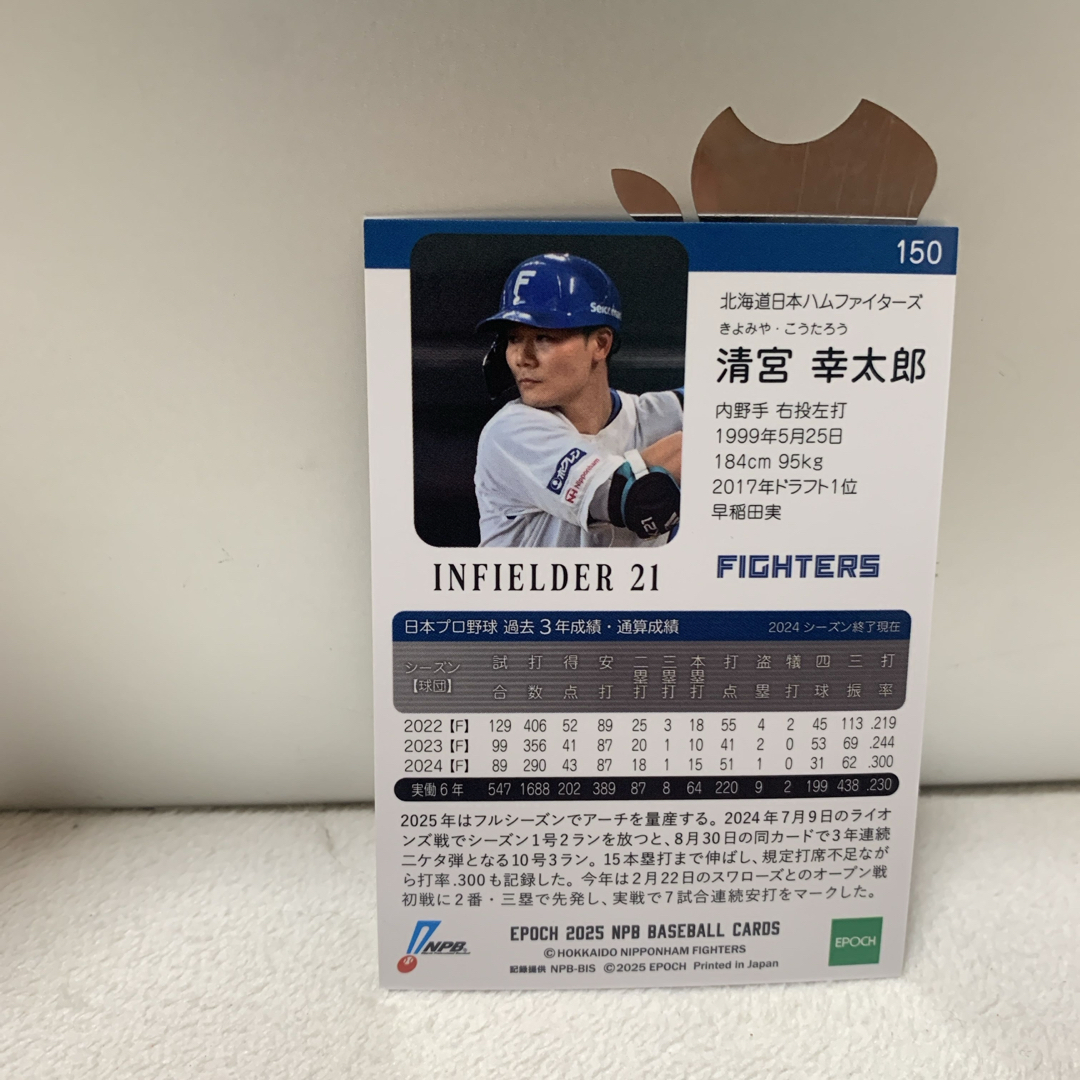 150
F
北海道日本ハムファイターズ
きよみや・こうたろう
清宮 幸太郎
内野手 右投左打
1999年5月25日
184cm 95kg
2017年ドラフト1位
早稲田実
ホクレン
Nipponham
INFIELDER 21
FIGHTERS
日本プロ野球 過去3年成績・通算成績 2024 シーズン終了現在
シーズン【球団】 試合 打数 得点 安打 二塁打 三塁打 本塁打 打点 盗塁 犠打 四球 三振 打率
2022【F】 129 406 52 89 25 3 18 55 4 2 45 113 .219
2023【F】 99 356 41 87 20 1 10 41 2 0 53 69 .244
2024【F】 89 290 43 87 18 1 15 51 1 0 31 62 .300
実働6年 547 1688 202 389 87 8 64 220 9 2 199 438 .230
2025年はフルシーズンでアーチを量産する。2024年7月9日のライオ
ンズ戦でシーズン1号2ランを放つと、8月30日の同カードで3年連続
二ケタ弾となる10号3ラン。15本塁打まで伸ばし、規定打席不足なが
ら打率.300も記録した。今年は2月22日のスワローズとのオープン戦
初戦に2番・三塁で先発し、実戦で7試合連続安打をマークした。
NPB
EPOCH 2025 NPB BASEBALL CARDS
©HOKKAIDO NIPPONHAM FIGHTERS
記録提供 NPB-BIS ©2025 EPOCH Printed in Japan
EPOCH